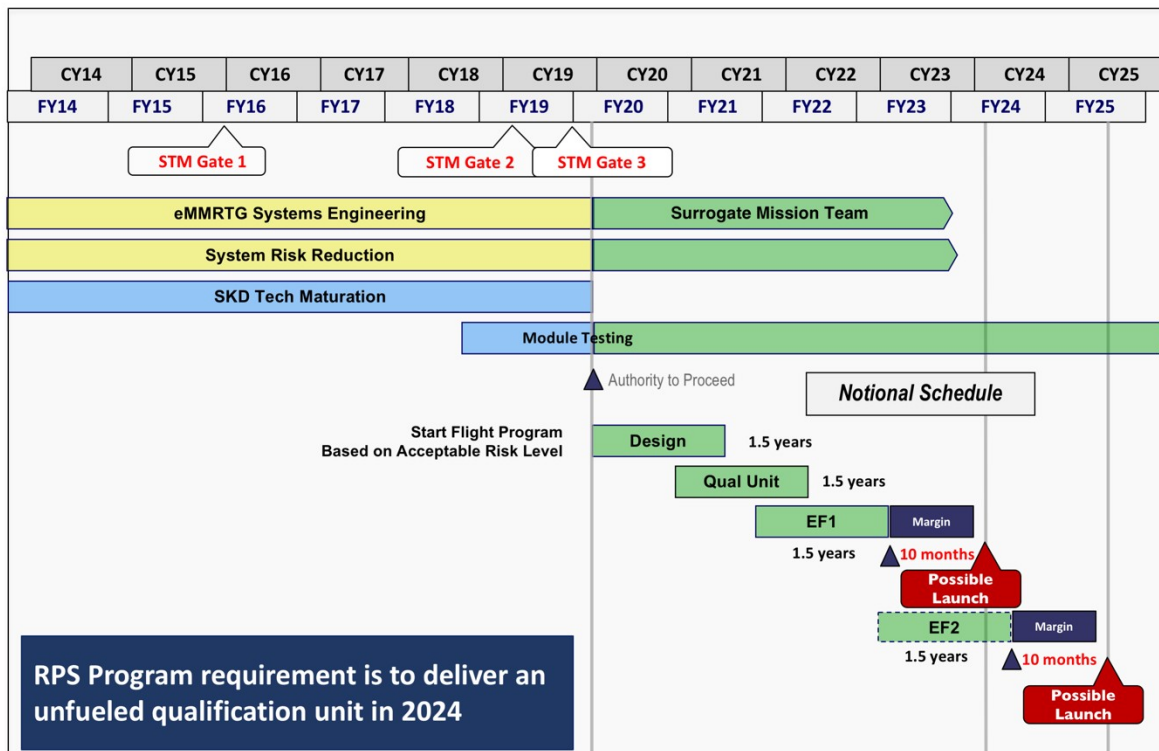 CY14 CY15 CY16 CY17 CY18 CY19 CY20 CY21 CY22 CY23 CY24 CY25
FY14 FY15 FY16 FY17 FY18 FY19 FY20 FY21 FY22 FY23 FY24 FY25
STM Gate 1 STM Gate 2 STM Gate 3
eMMRTG Systems Engineering Surrogate Mission Team
System Risk Reduction
SKD Tech Maturation
Module Testing
Authority to Proceed
Notional Schedule
Start Flight Program
Based on Acceptable Risk Level
Design 1.5 years
Qual Unit 1.5 years
EF1 Margin
1.5 years 10 months
Possible
Launch
EF2 Margin
1.5 years 10 months
Possible
Launch
RPS Program requirement is to deliver an
unfueled qualification unit in 2024